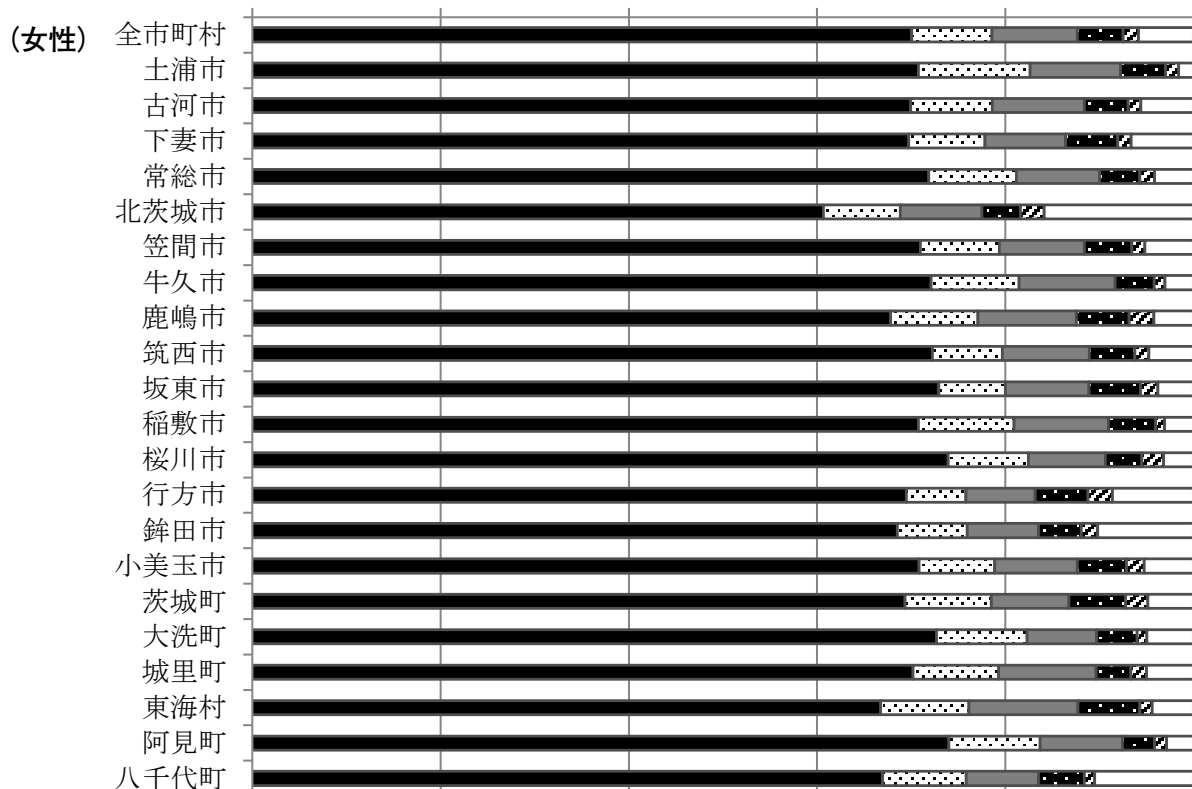 (女性) 全市町村
土浦市
古河市
下妻市
常総市
北茨城市
笠間市
牛久市
鹿嶋市
筑西市
坂東市
稲敷市
桜川市
行方市
鉾田市
小美玉市
茨城町
大洗町
城里町
東海村
阿見町
八千代町